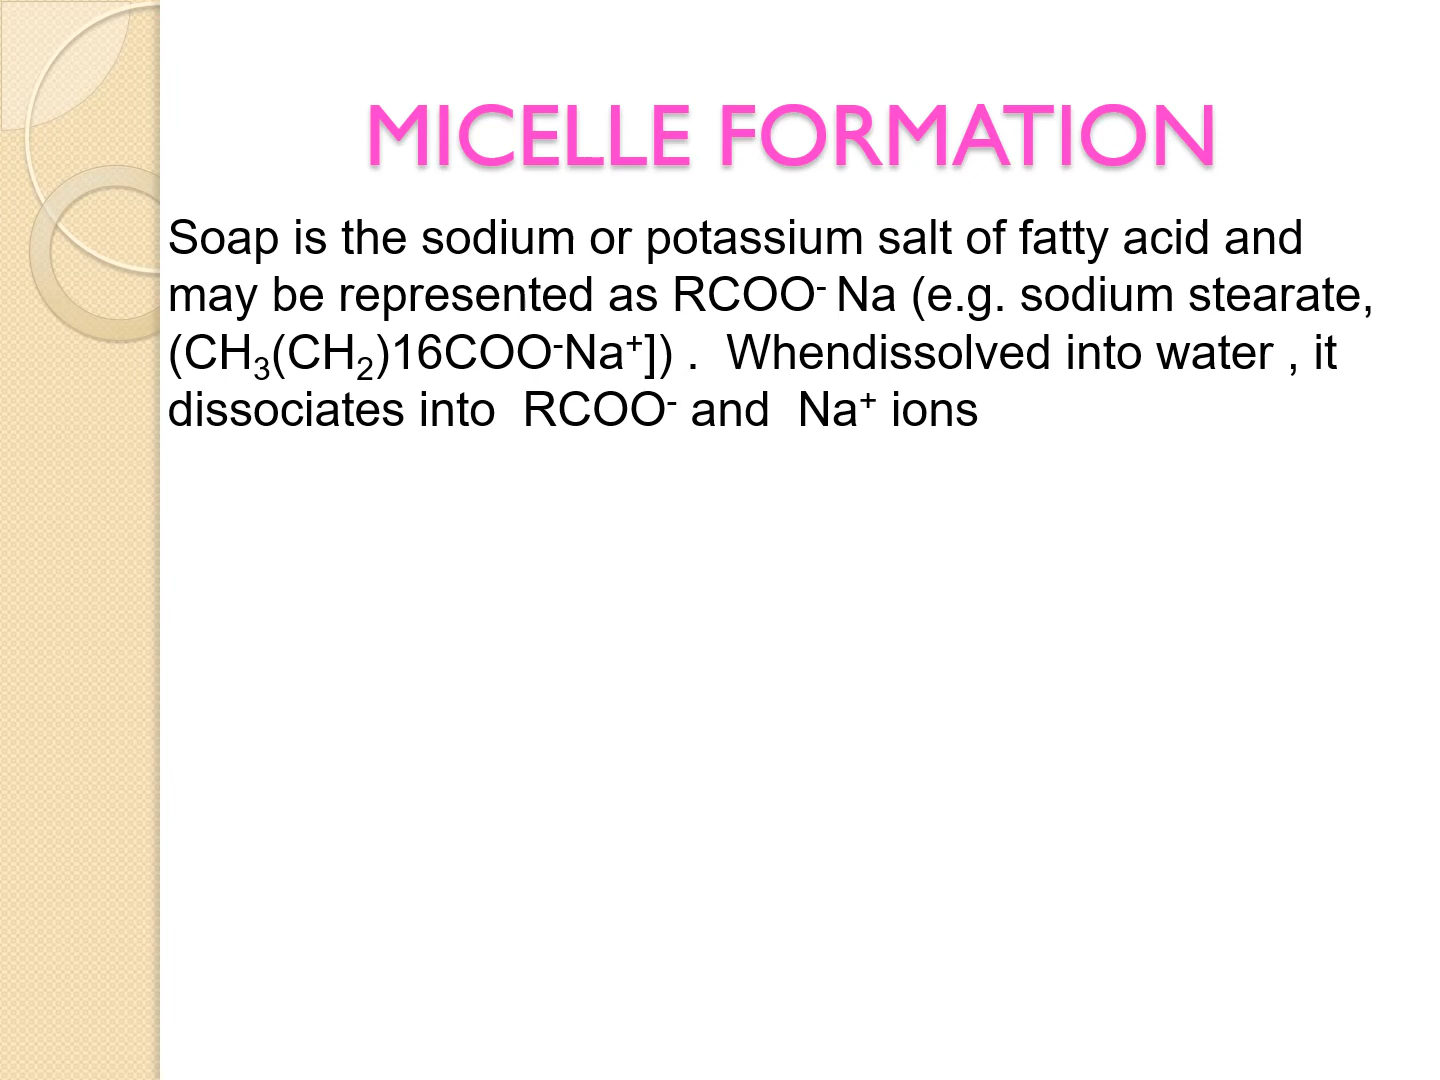 MICELLE FORMATION
Soap is the sodium or potassium salt of fatty acid and
may be represented as RCOO⁻ Na (e.g. sodium stearate,
(CH₃(CH₂)16COO⁻Na⁺]) .  Whendissolved into water , it
dissociates into  RCOO⁻ and  Na⁺ ions